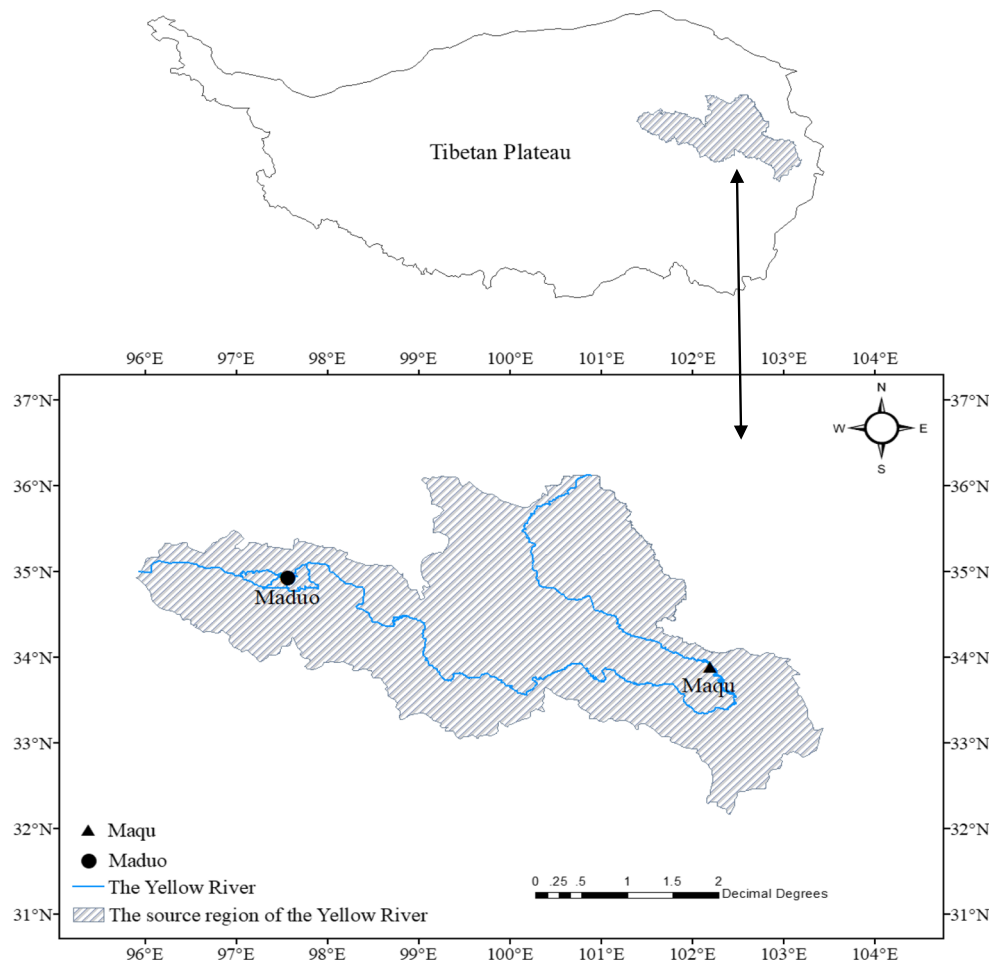 Tibetan Plateau
96°E 97°E 98°E 99°E 100°E 101°E 102°E 103°E 104°E
37°N 37°N
N
W E
S
36°N 36°N
35°N 35°N
Maduo
34°N 34°N
Maqu
33°N 33°N
32°N 32°N
Maqu
Maduo
The Yellow River
0 .25 .5 1 1.5 2
Decimal Degrees
The source region of the Yellow River
31°N 31°N
96°E 97°E 98°E 99°E 100°E 101°E 102°E 103°E 104°E